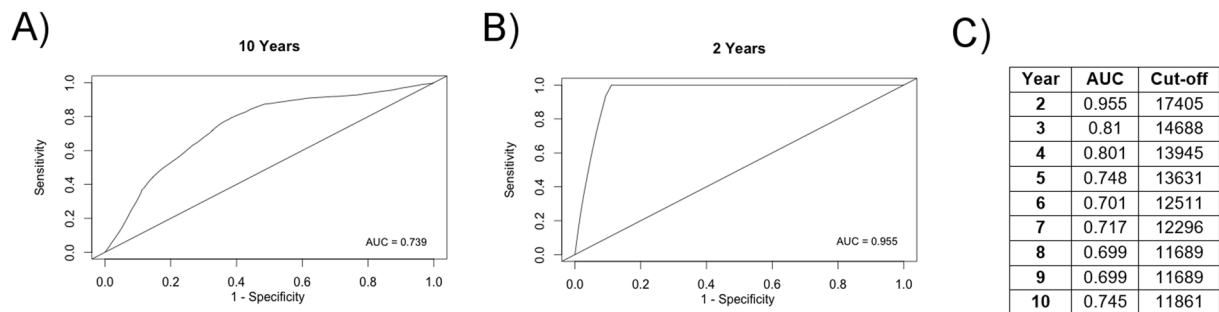 A)
10 Years
Sensitivity
1.0
0.8
0.6
0.4
0.2
0.0
AUC = 0.739
0.0 0.2 0.4 0.6 0.8 1.0
1 - Specificity
B)
2 Years
Sensitivity
1.0
0.8
0.6
0.4
0.2
0.0
AUC = 0.955
0.0 0.2 0.4 0.6 0.8 1.0
1 - Specificity
C)
Year AUC Cut-off
2 0.955 17405
3 0.81 14688
4 0.801 13945
5 0.748 13631
6 0.701 12511
7 0.717 12296
8 0.699 11689
9 0.699 11689
10 0.745 11861